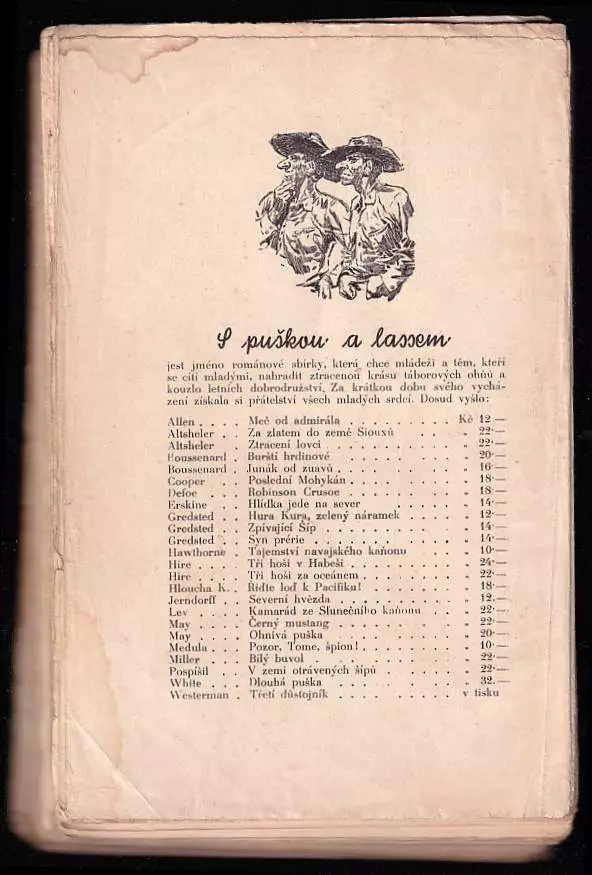 S puškou a lassem
jest jméno románové sbírky, která chce mládeži a těm, kteří
se cítí mladými, nahradit ztracenou krásu táborových ohňů a
kouzlo letních dobrodružství. Za krátkou dobu svého vychá-
zení získala si přátelství všech mladých srdcí. Dosud vyšlo:
Allen . . . . Meč od admirála . . . . . . . . . Kč 12 —
Altsheler . . Za zlatem do země Siouxů . . . „ 22·—
Altsheler . . Ztracení lovci . . . . . . . . . . „ 22·—
Boussenard . Burští hrdinové . . . . . . . . . „ 20·—
Boussenard . Junák od zuavů . . . . . . . . . „ 16·—
Cooper . . . Poslední Mohykán . . . . . . . . „ 18·—
Defoe . . . . Robinson Crusoe . . . . . . . . . „ 18·—
Erskine . . . Hlídka jede na sever . . . . . . „ 14·—
Gredsted . . Hura Kura, zelený náramek . . . . „ 12·—
Gredsted . . Zpívající Šíp . . . . . . . . . . „ 14·—
Gredsted . . Syn prérie . . . . . . . . . . . „ 14·—
Hawthorne . Tajemství navajského kaňonu . . . „ 10·—
Hire . . . . Tři hoši v Habeši . . . . . . . . „ 24·—
Hire . . . . Tři hoši za oceánem . . . . . . . „ 22·—
Hloucha K. . Řiďte loď k Pacifiku! . . . . . . „ 18·—
Jerndorff . . Severní hvězda . . . . . . . . . „ 12.—
Lev . . . . Kamarád ze Slunečního kaňonu . . „ 22·—
May . . . . Černý mustang . . . . . . . . . . „ 22·—
May . . . . Ohnivá puška . . . . . . . . . . „ 20·—
Medula . . . Pozor, Tome, špion! . . . . . . . „ 10·—
Miller . . . Bílý buvol . . . . . . . . . . . „ 22·—
Pospíšil . . V zemi otrávených šípů . . . . . „ 22·—
White . . . Dlouhá puška . . . . . . . . . . „ 32.—
Westerman . Třetí důstojník . . . . . . . . . v tisku